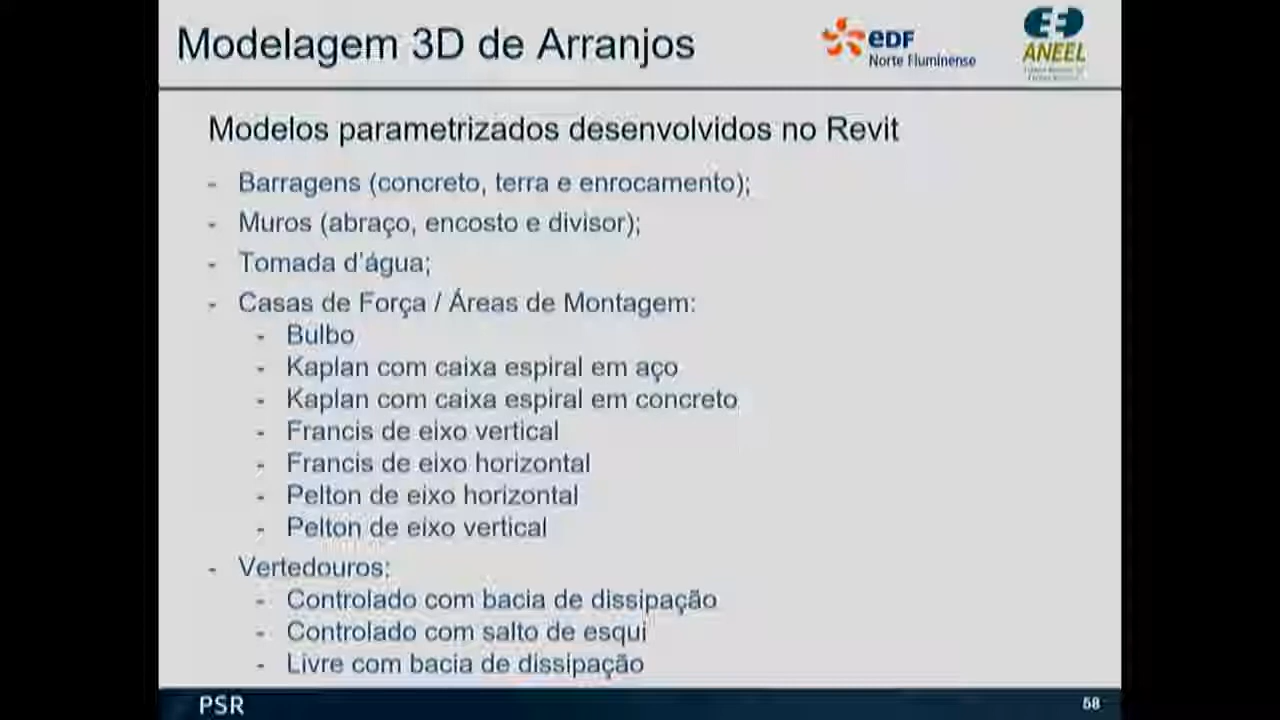 Modelagem 3D de Arranjos
eDF
Norte Fluminense
ANEEL
Modelos parametrizados desenvolvidos no Revit
- Barragens (concreto, terra e enrocamento);
- Muros (abraço, encosto e divisor);
- Tomada d'água;
- Casas de Força / Áreas de Montagem:
- Bulbo
- Kaplan com caixa espiral em aço
- Kaplan com caixa espiral em concreto
- Francis de eixo vertical
- Francis de eixo horizontal
- Pelton de eixo horizontal
- Pelton de eixo vertical
- Vertedouros:
- Controlado com bacia de dissipação
- Controlado com salto de esqui
- Livre com bacia de dissipação
PSR
58